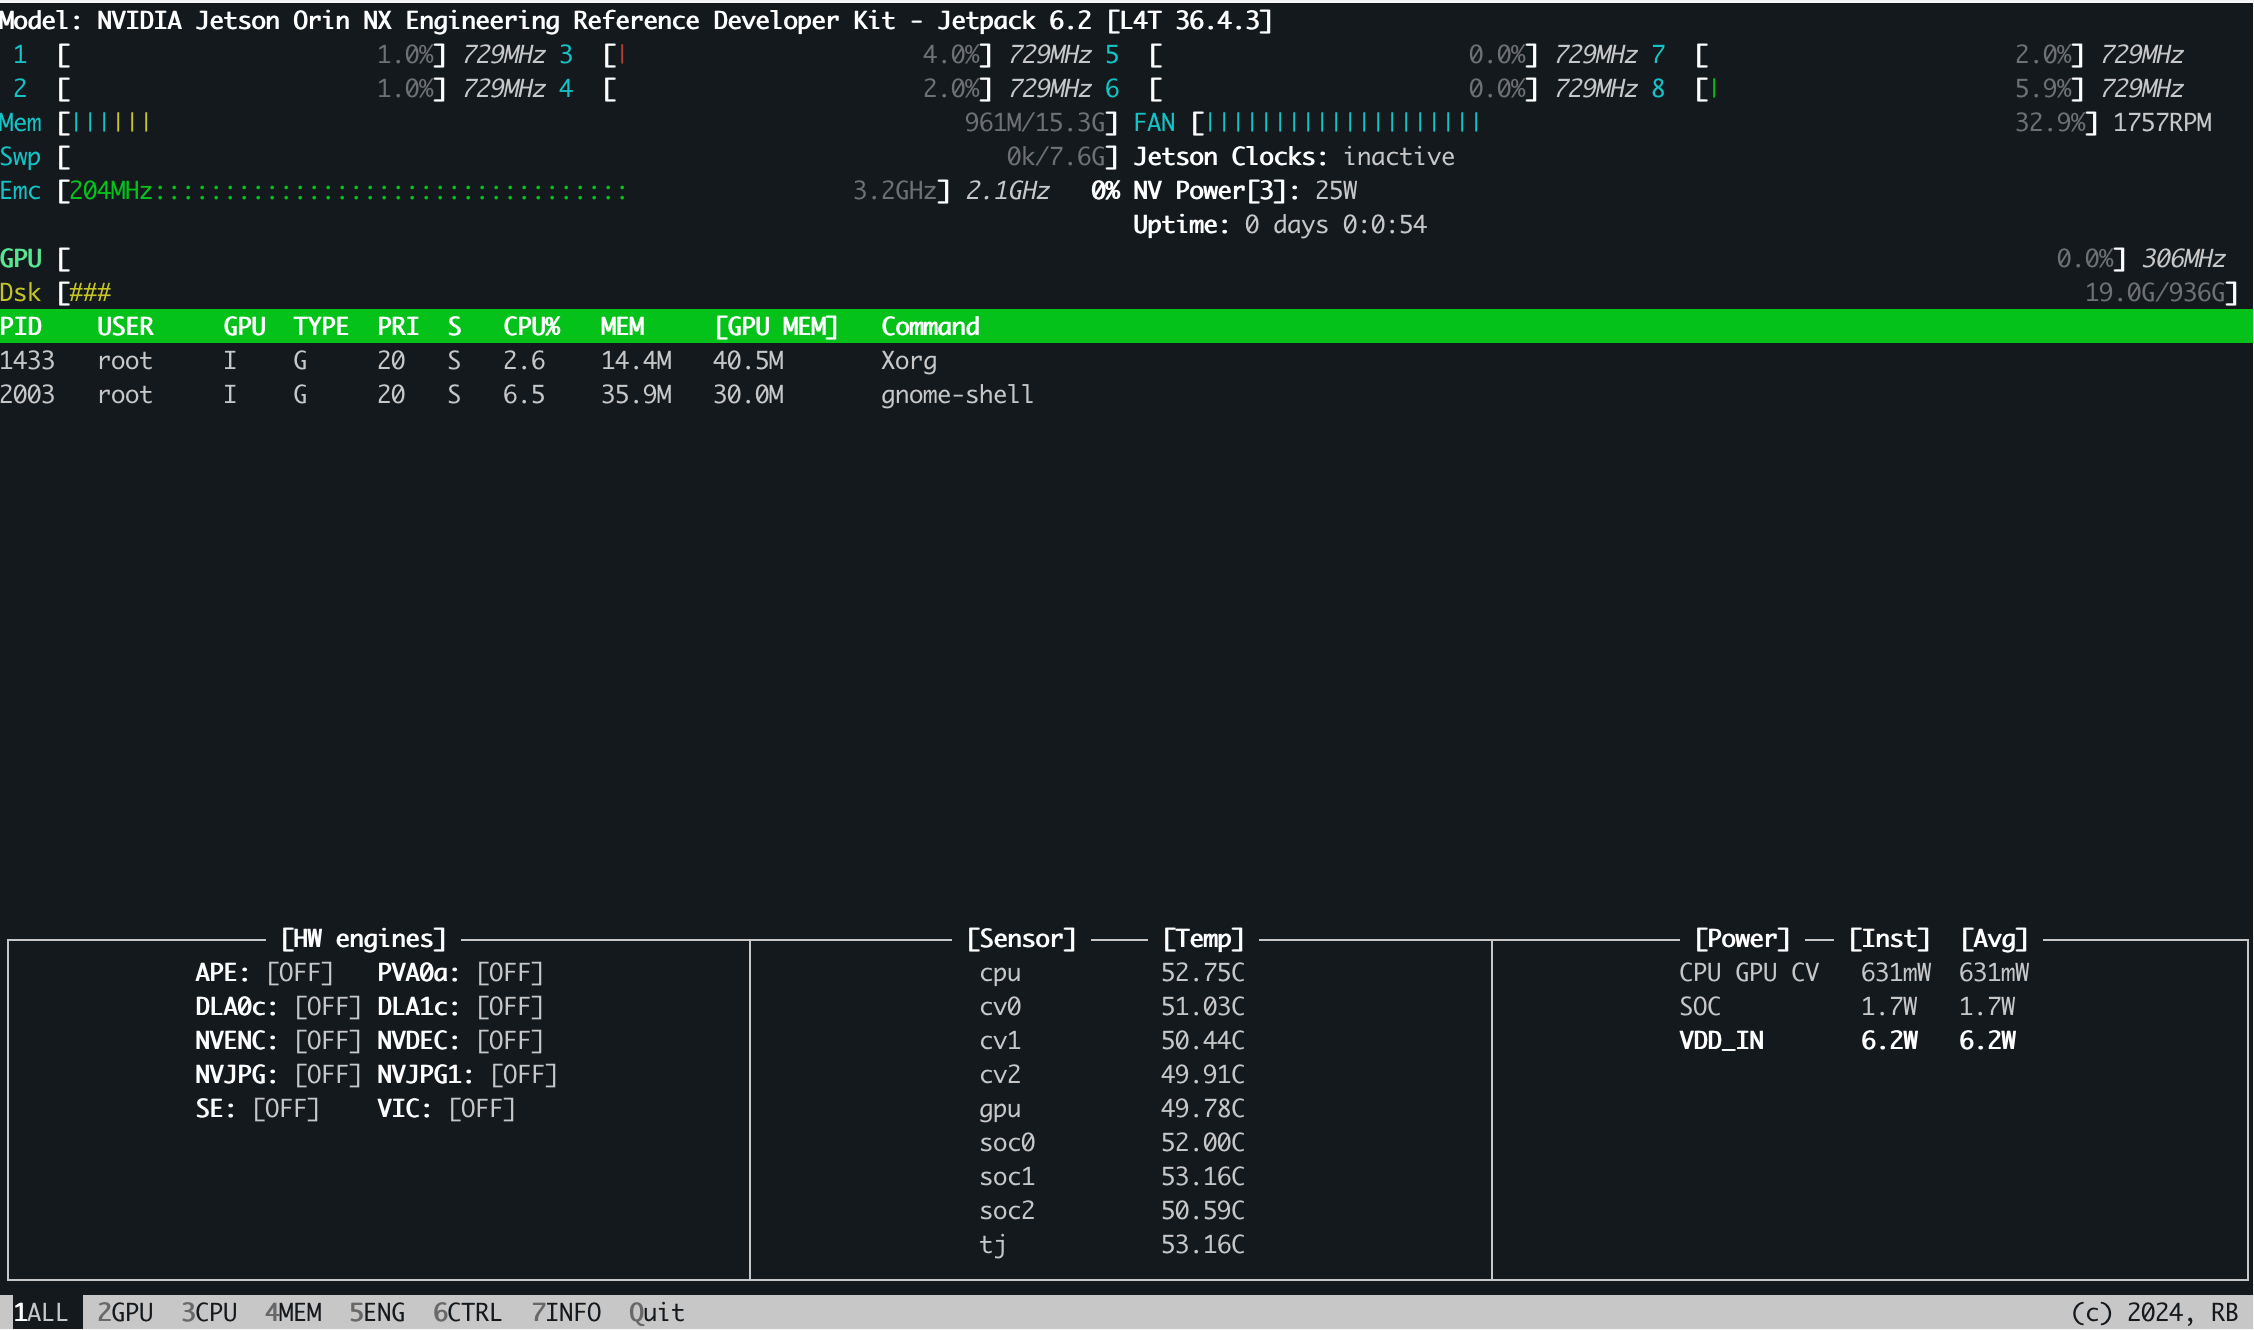 Model: NVIDIA Jetson Orin NX Engineering Reference Developer Kit - Jetpack 6.2 [L4T 36.4.3]
1 [ 1.0%] 729MHz 3 [| 4.0%] 729MHz 5 [ 0.0%] 729MHz 7 [ 2.0%] 729MHz
2 [ 1.0%] 729MHz 4 [ 2.0%] 729MHz 6 [ 0.0%] 729MHz 8 [| 5.9%] 729MHz
Mem [|||||| 961M/15.3G] FAN [|||||||||||||||||||| 32.9%] 1757RPM
Swp [ 0k/7.6G] Jetson Clocks: inactive
Emc [204MHz:::::::::::::::::::::::::::::::::: 3.2GHz] 2.1GHz 0% NV Power[3]: 25W
Uptime: 0 days 0:0:54
GPU [ 0.0%] 306MHz
Dsk [### 19.0G/936G]
PID USER GPU TYPE PRI S CPU% MEM [GPU MEM] Command
1433 root I G 20 S 2.6 14.4M 40.5M Xorg
2003 root I G 20 S 6.5 35.9M 30.0M gnome-shell
[HW engines] [Sensor] [Temp] [Power] [Inst] [Avg]
APE: [OFF] PVA0a: [OFF] cpu 52.75C CPU GPU CV 631mW 631mW
DLA0c: [OFF] DLA1c: [OFF] cv0 51.03C SOC 1.7W 1.7W
NVENC: [OFF] NVDEC: [OFF] cv1 50.44C VDD_IN 6.2W 6.2W
NVJPG: [OFF] NVJPG1: [OFF] cv2 49.91C
SE: [OFF] VIC: [OFF] gpu 49.78C
soc0 52.00C
soc1 53.16C
soc2 50.59C
tj 53.16C
1ALL 2GPU 3CPU 4MEM 5ENG 6CTRL 7INFO Quit (c) 2024, RB